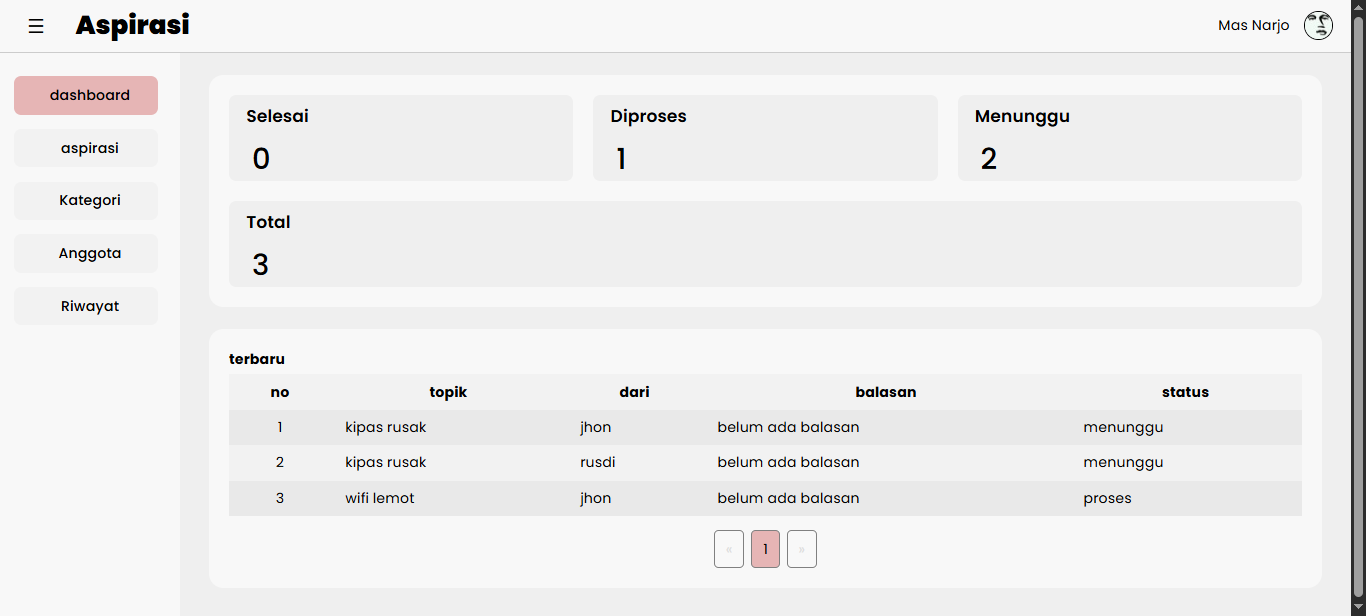 ☰ Aspirasi Mas Narjo
dashboard
aspirasi
Kategori
Anggota
Riwayat
Selesai Diproses Menunggu
0 1 2
Total
3
terbaru
no topik dari balasan status
1 kipas rusak jhon belum ada balasan menunggu
2 kipas rusak rusdi belum ada balasan menunggu
3 wifi lemot jhon belum ada balasan proses
« 1 »